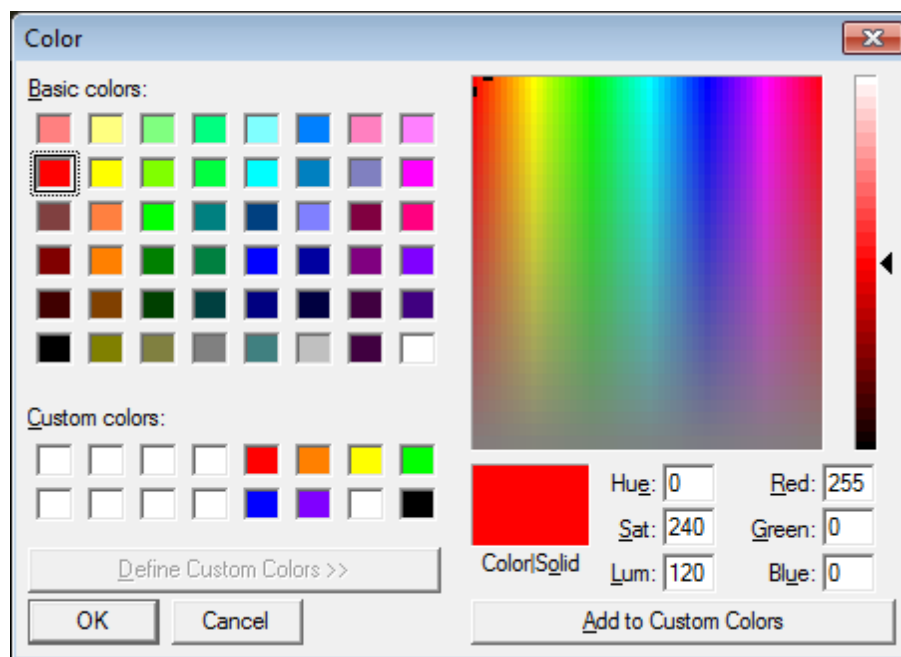 Color
Basic colors:
Custom colors:
Define Custom Colors >>
OK Cancel
Color|Solid
Hue: 0 Red: 255
Sat: 240 Green: 0
Lum: 120 Blue: 0
Add to Custom Colors